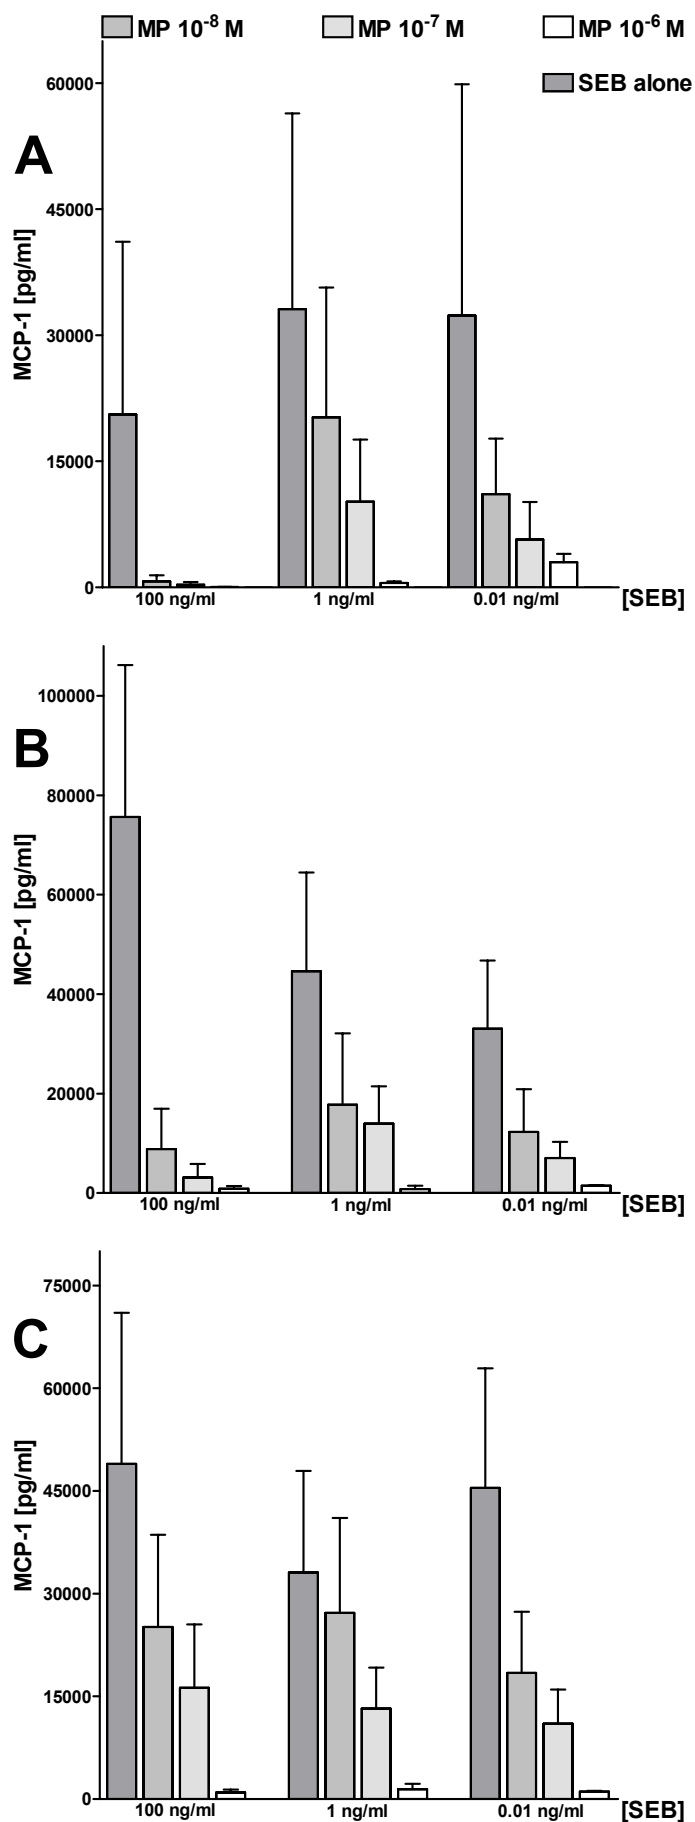 MP 10⁻⁸ M MP 10⁻⁷ M MP 10⁻⁶ M
SEB alone
A
MCP-1 [pg/ml]
60000
45000
30000
15000
0
100 ng/ml 1 ng/ml 0.01 ng/ml [SEB]
B
MCP-1 [pg/ml]
100000
80000
60000
40000
20000
0
100 ng/ml 1 ng/ml 0.01 ng/ml [SEB]
C
MCP-1 [pg/ml]
75000
60000
45000
30000
15000
0
100 ng/ml 1 ng/ml 0.01 ng/ml [SEB]